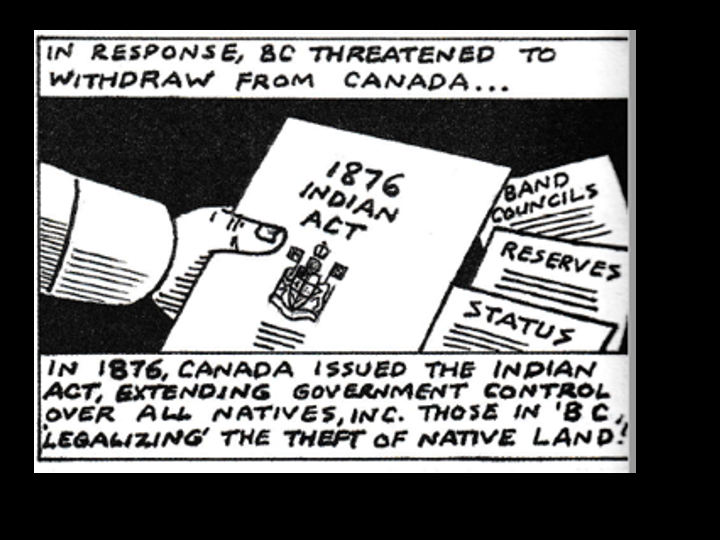 IN RESPONSE, BC THREATENED TO
WITHDRAW FROM CANADA...
1876
INDIAN
ACT
BAND
COUNCILS
RESERVES
STATUS
IN 1876, CANADA ISSUED THE INDIAN
ACT, EXTENDING GOVERNMENT CONTROL
OVER ALL NATIVES, INC. THOSE IN 'BC,'
'LEGALIZING' THE THEFT OF NATIVE LAND!